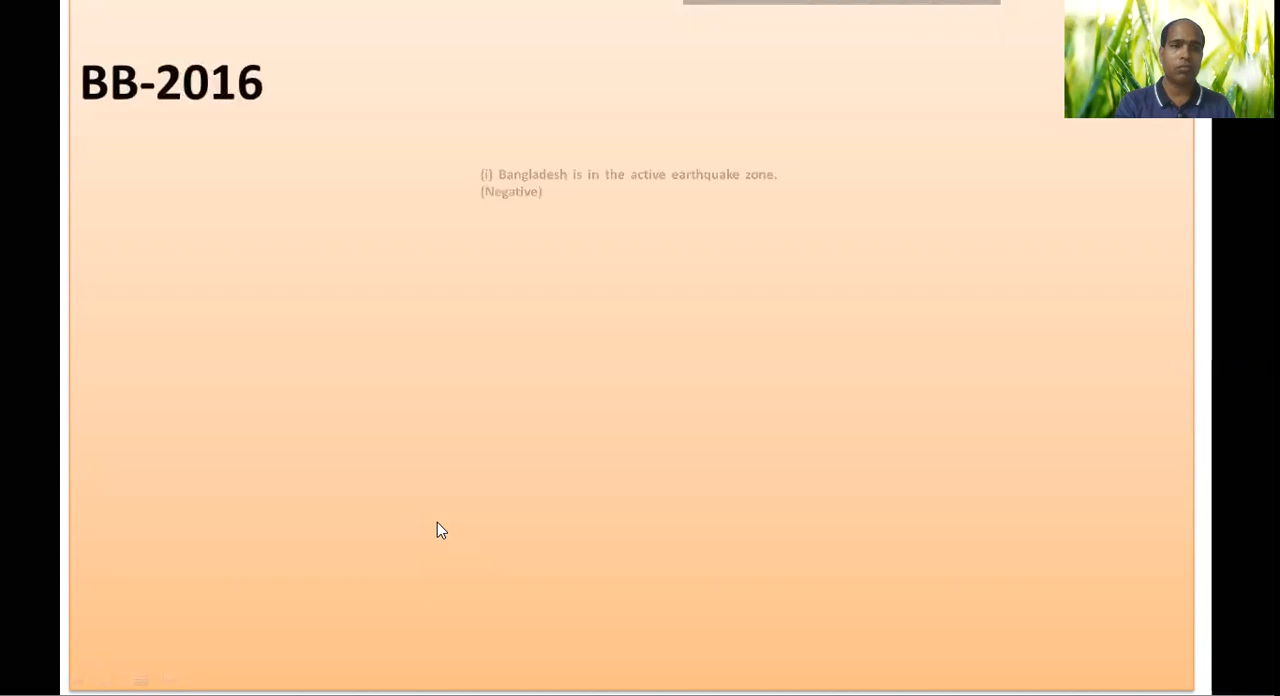 BB-2016
(i) Bangladesh is in the active earthquake zone.
(Negative)